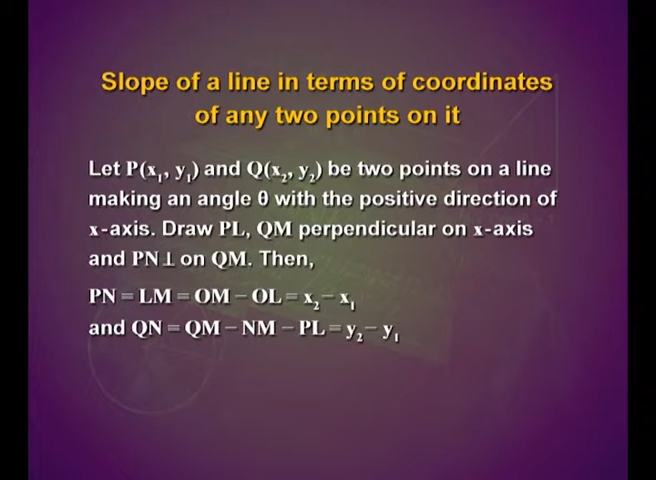 Slope of a line in terms of coordinates
of any two points on it
Let P(x₁, y₁) and Q(x₂, y₂) be two points on a line
making an angle θ with the positive direction of
x-axis. Draw PL, QM perpendicular on x-axis
and PN⊥ on QM. Then,
PN = LM = OM − OL = x₂ − x₁
and QN = QM − NM − PL = y₂ − y₁